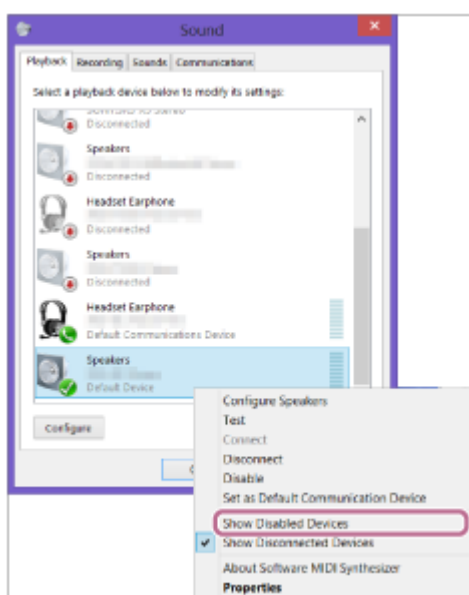 Sound
Playback Recording Sounds Communications
Select a playback device below to modify its settings:
Disconnected
Speakers
Disconnected
Headset Earphone
Disconnected
Speakers
Disconnected
Headset Earphone
Default Communications Device
Speakers
Default Device
Configure
Configure Speakers
Test
Connect
Disconnect
Disable
Set as Default Communication Device
Show Disabled Devices
Show Disconnected Devices
About Software MIDI Synthesizer
Properties